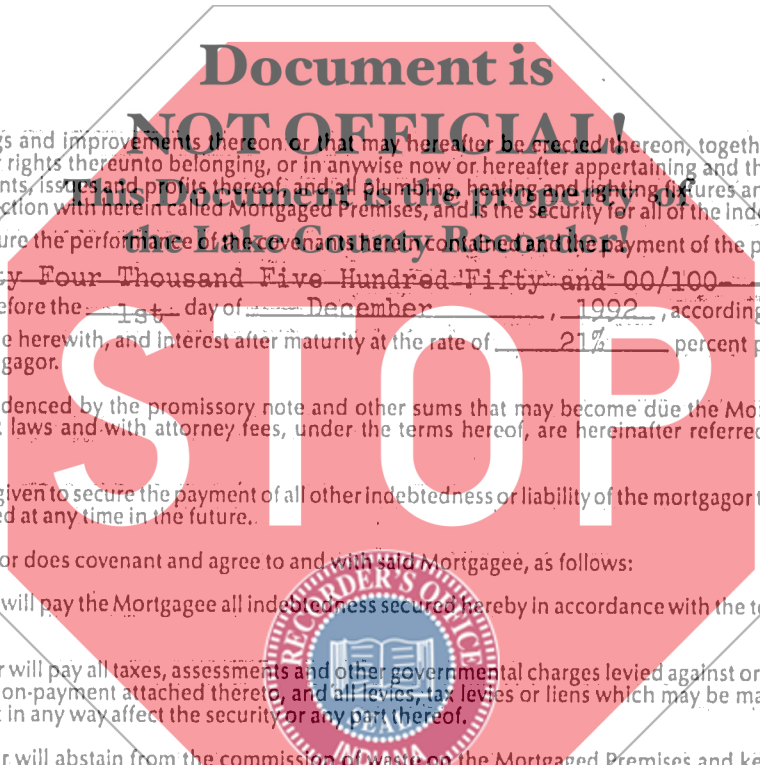 Document is
NOT OFFICIAL!
gs and improvements thereon or that may hereafter be erected thereon, togeth
r rights thereunto belonging, or in anywise now or hereafter appertaining and th
This Document is the property of
nts, issues and profits thereof, and all plumbing, heating and lighting fixtures an
ction with herein called Mortgaged Premises, and is the security for all of the inde
the Lake County Recorder!
ure the performance of the covenants herein contained and the payment of the p
y Four Thousand Five Hundred Fifty and 00/100-
efore the 1st day of December, 1992, according
e herewith, and interest after maturity at the rate of 21% percent p
gagor.
STOP
denced by the promissory note and other sums that may become due the Mo
t laws and with attorney fees, under the terms hereof, are hereinafter referred
given to secure the payment of all other indebtedness or liability of the mortgagor t
ed at any time in the future.
or does covenant and agree to and with said Mortgagee, as follows:
RECORDER'S OFFICE
will pay the Mortgagee all indebtedness secured hereby in accordance with the te
r will pay all taxes, assessments and other governmental charges levied against or
on-payment attached thereto, and all levies, tax levies or liens which may be ma
t in any way affect the security or any part thereof.
SEAL
INDIANA
r will abstain from the commission of waste on the Mortgaged Premises and ke